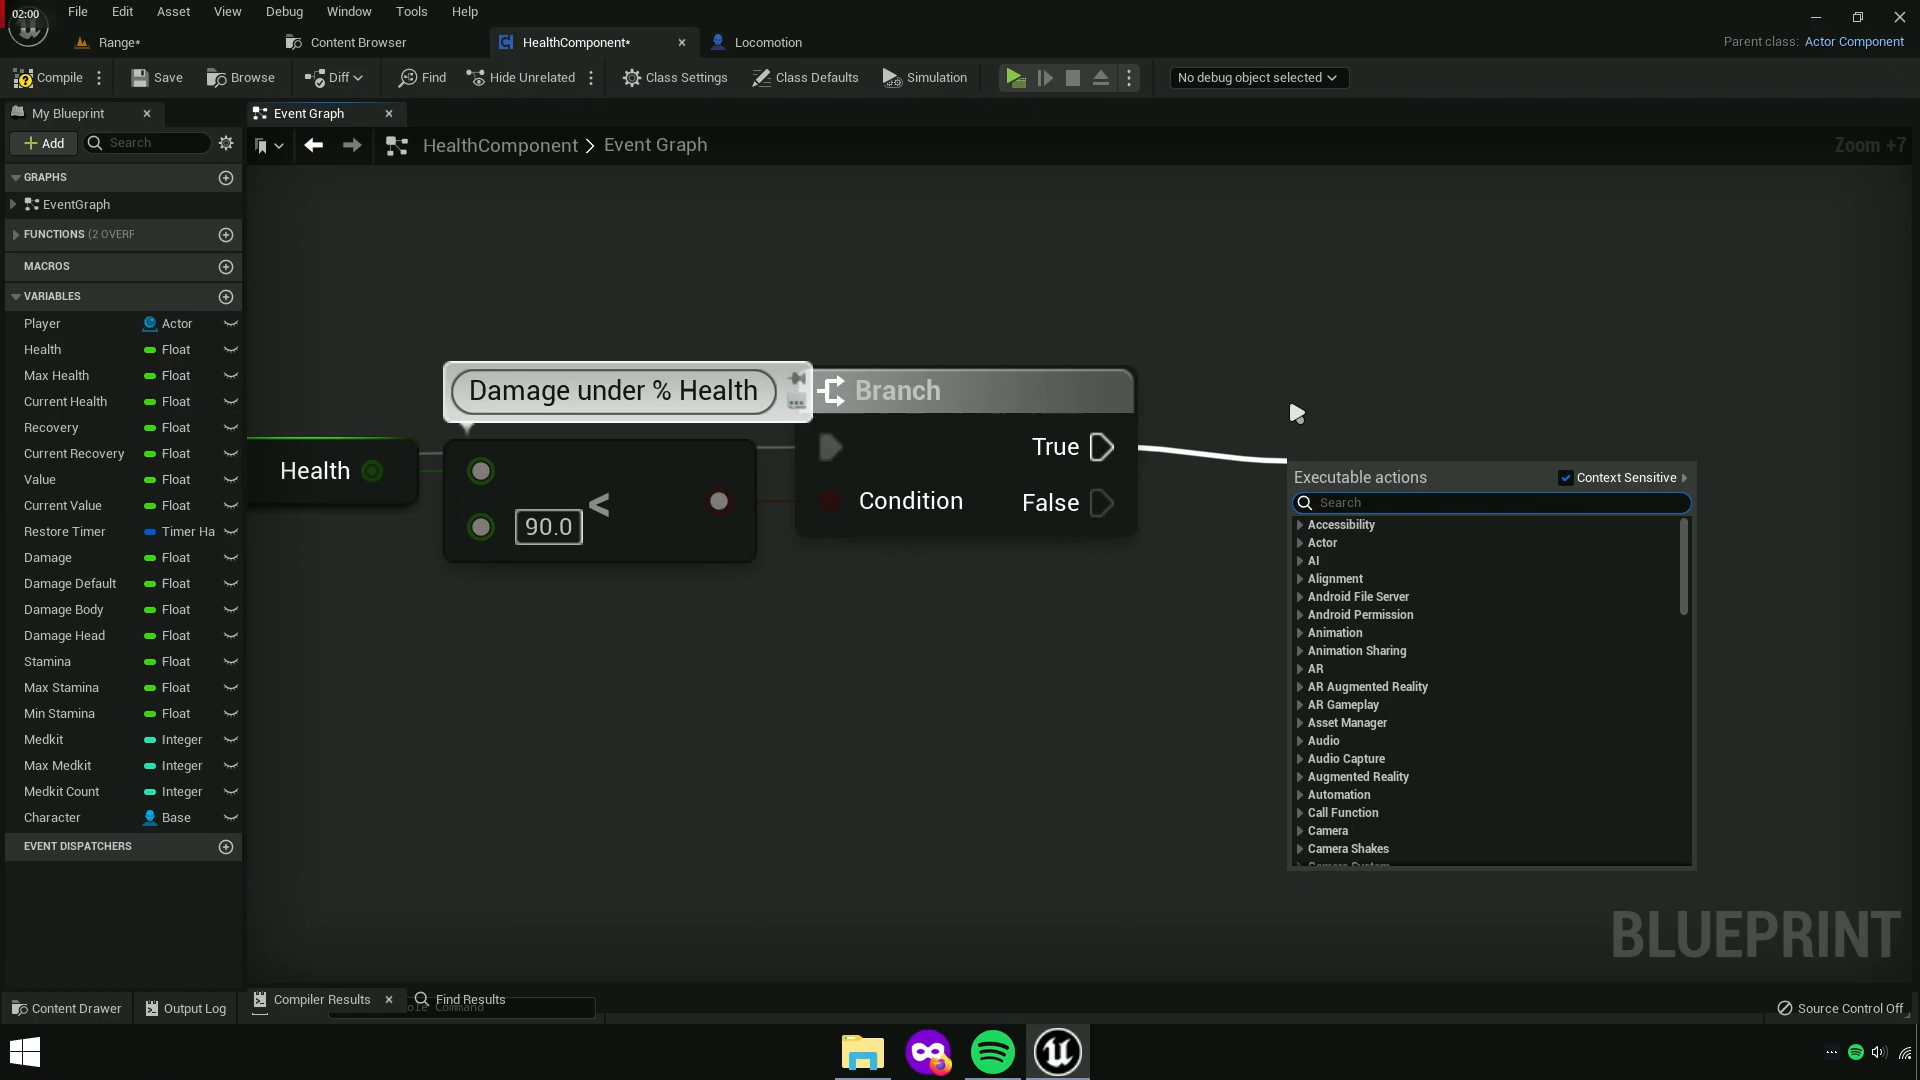 02:00
File Edit Asset View Debug Window Tools Help
Range* Content Browser HealthComponent* Locomotion
Parent class: Actor Component
Compile Save Browse Diff Find Hide Unrelated Class Settings Class Defaults Simulation No debug object selected
My Blueprint Event Graph
Add Search
HealthComponent > Event Graph
Zoom +7
GRAPHS
EventGraph
FUNCTIONS (2 OVERR
MACROS
VARIABLES
Player Actor
Health Float
Max Health Float
Current Health Float
Recovery Float
Current Recovery Float
Value Float
Current Value Float
Restore Timer Timer Ha
Damage Float
Damage Default Float
Damage Body Float
Damage Head Float
Stamina Float
Max Stamina Float
Min Stamina Float
Medkit Integer
Max Medkit Integer
Medkit Count Integer
Character Base
EVENT DISPATCHERS
Damage under % Health
Health
<
90.0
Branch
True
Condition False
Executable actions Context Sensitive
Search
Accessibility
Actor
AI
Alignment
Android File Server
Android Permission
Animation
Animation Sharing
AR
AR Augmented Reality
AR Gameplay
Asset Manager
Audio
Audio Capture
Augmented Reality
Automation
Call Function
Camera
Camera Shakes
BLUEPRINT
Content Drawer Output Log Compiler Results Find Results
Command
Source Control Off